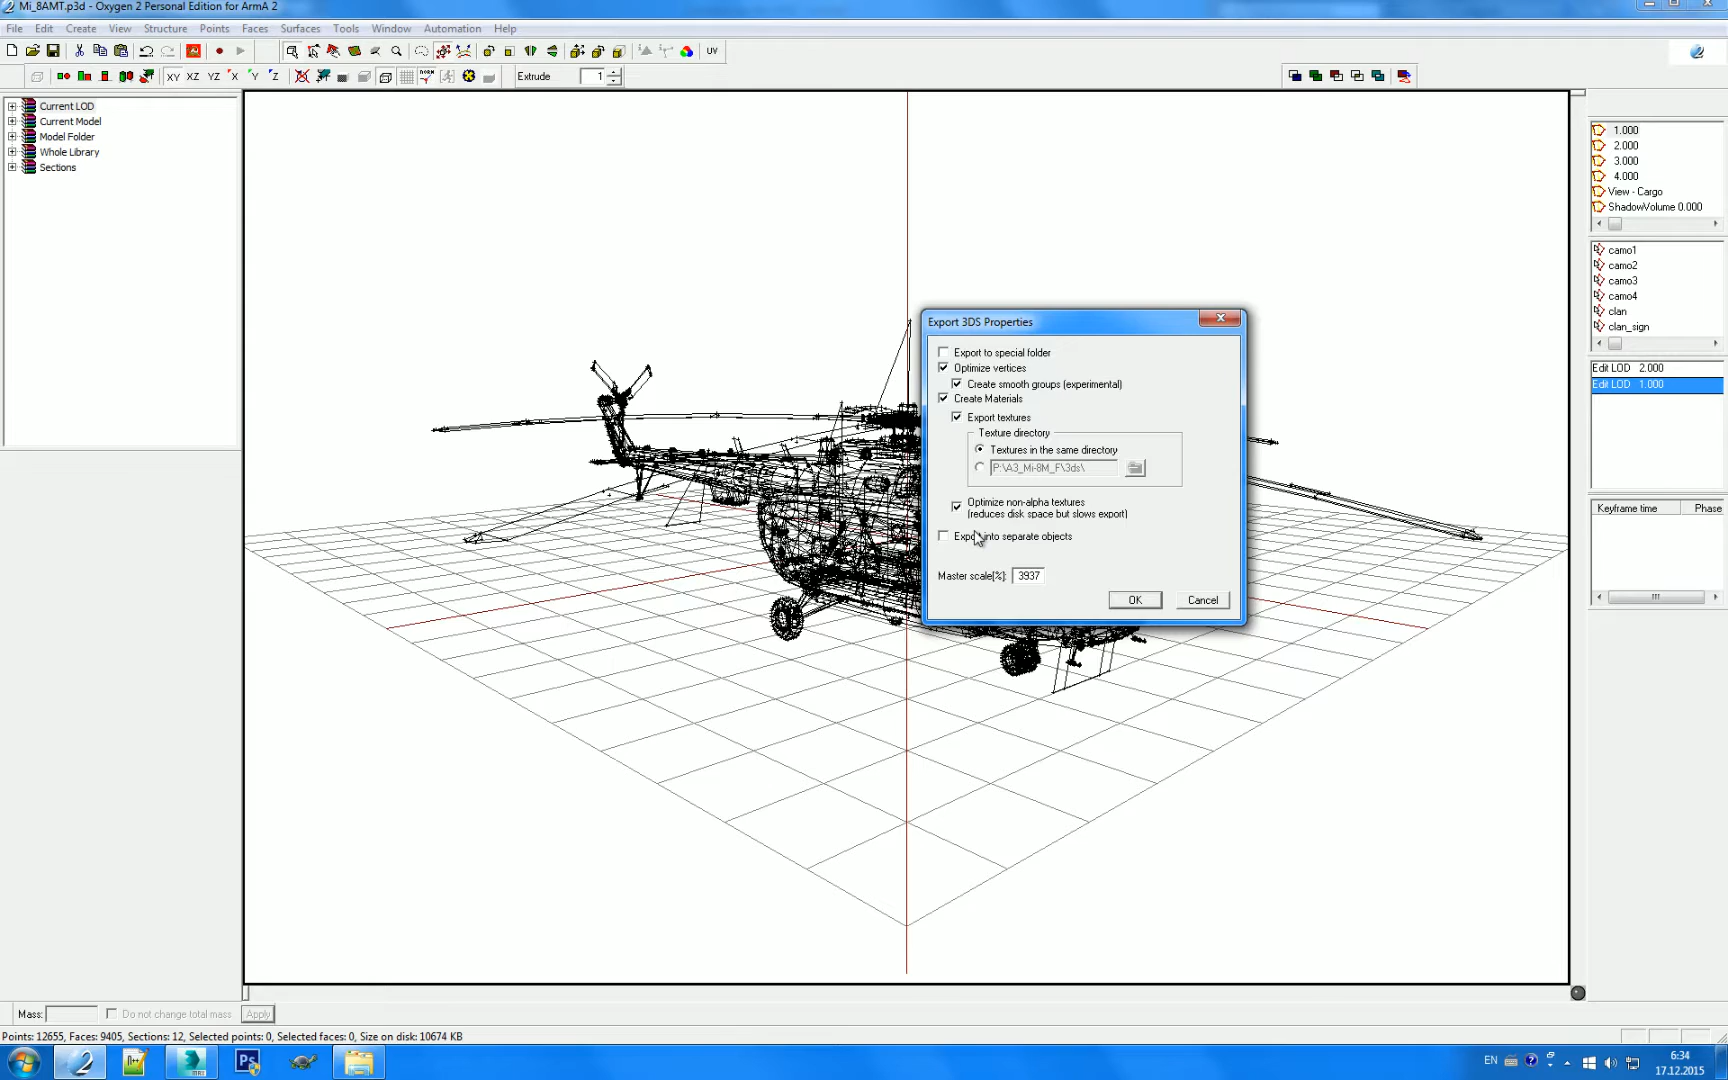 Mi_8AMT.p3d - Oxygen 2 Personal Edition for ArmA 2
File Edit Create View Structure Points Faces Surfaces Tools Window Automation Help
UV
XY XZ YZ X Y Z Extrude 1
Current LOD
Current Model
Model Folder
Whole Library
Sections
1.000
2.000
3.000
4.000
View - Cargo
ShadowVolume 0.000
camo1
camo2
camo3
camo4
clan
clan_sign
Edit LOD 2.000
Edit LOD 1.000
Keyframe time Phase
Export 3DS Properties
Export to special folder
Optimize vertices
Create smooth groups (experimental)
Create Materials
Export textures
Texture directory
Textures in the same directory
P:\A3_Mi-8M_F\3ds\
Optimize non-alpha textures
(reduces disk space but slows export)
Export into separate objects
Master scale[%]: 3937
OK Cancel
Mass: Do not change total mass Apply
Points: 12655, Faces: 9405, Sections: 12, Selected points: 0, Selected faces: 0, Size on disk: 10674 KB
EN
6:34
17.12.2015